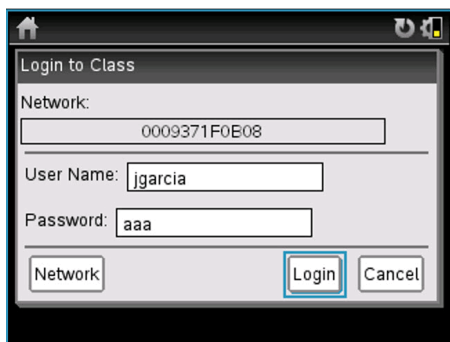 Login to Class
Network:
0009371F0B08
User Name: jgarcia
Password: aaa
Network Login Cancel